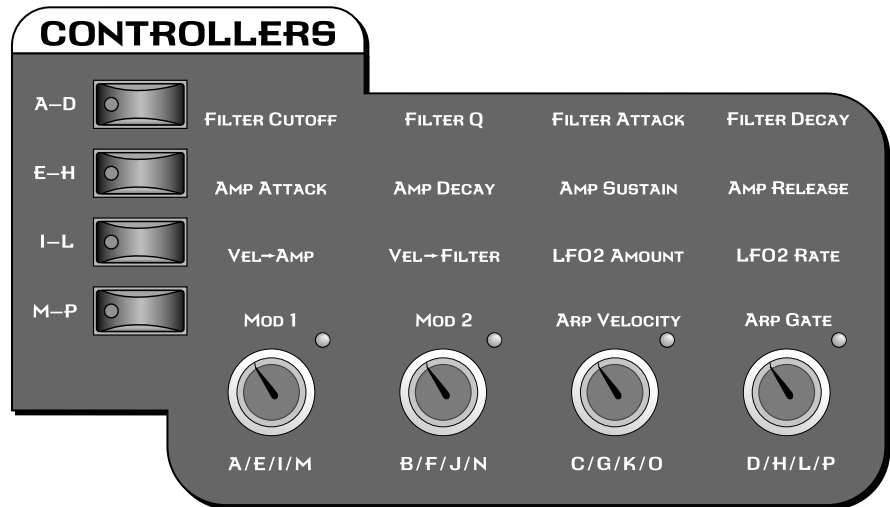 CONTROLLERS
A–D
FILTER CUTOFF FILTER Q FILTER ATTACK FILTER DECAY
E–H
AMP ATTACK AMP DECAY AMP SUSTAIN AMP RELEASE
I–L
VEL→AMP VEL→FILTER LFO2 AMOUNT LFO2 RATE
M–P
MOD 1 MOD 2 ARP VELOCITY ARP GATE
A/E/I/M B/F/J/N C/G/K/O D/H/L/P